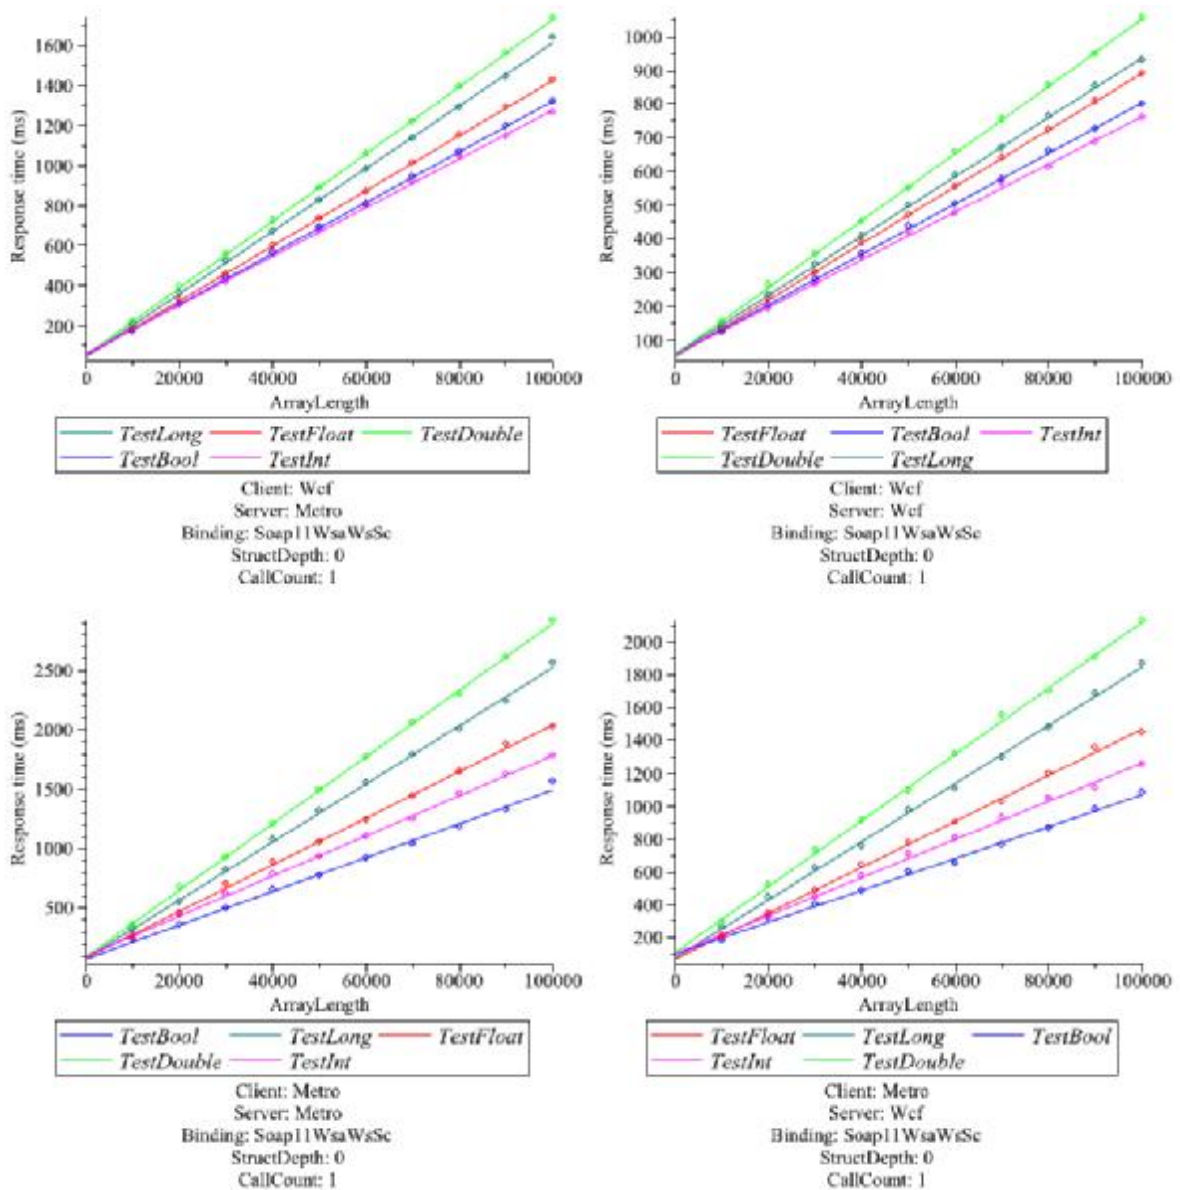 1600
1400
1200
1000
800
600
400
200
Response time (ms)
0 20000 40000 60000 80000 100000
ArrayLength
TestLong TestFloat TestDouble
TestBool TestInt
Client: Wcf
Server: Metro
Binding: Soap11WsaWsSc
StructDepth: 0
CallCount: 1
1000
900
800
700
600
500
400
300
200
100
Response time (ms)
0 20000 40000 60000 80000 100000
ArrayLength
TestFloat TestBool TestInt
TestDouble TestLong
Client: Wcf
Server: Wcf
Binding: Soap11WsaWsSc
StructDepth: 0
CallCount: 1
2500
2000
1500
1000
500
Response time (ms)
0 20000 40000 60000 80000 100000
ArrayLength
TestBool TestLong TestFloat
TestDouble TestInt
Client: Metro
Server: Metro
Binding: Soap11WsaWsSc
StructDepth: 0
CallCount: 1
2000
1800
1600
1400
1200
1000
800
600
400
200
Response time (ms)
0 20000 40000 60000 80000 100000
ArrayLength
TestFloat TestLong TestBool
TestInt TestDouble
Client: Metro
Server: Wcf
Binding: Soap11WsaWsSc
StructDepth: 0
CallCount: 1